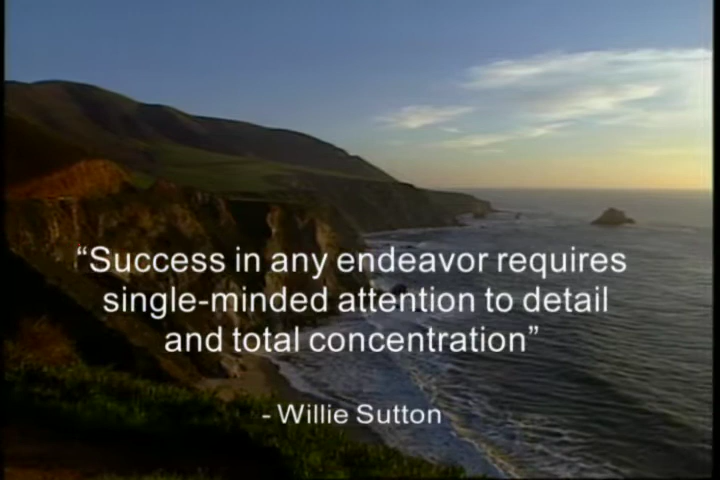 “Success in any endeavor requires
single-minded attention to detail
and total concentration”
- Willie Sutton